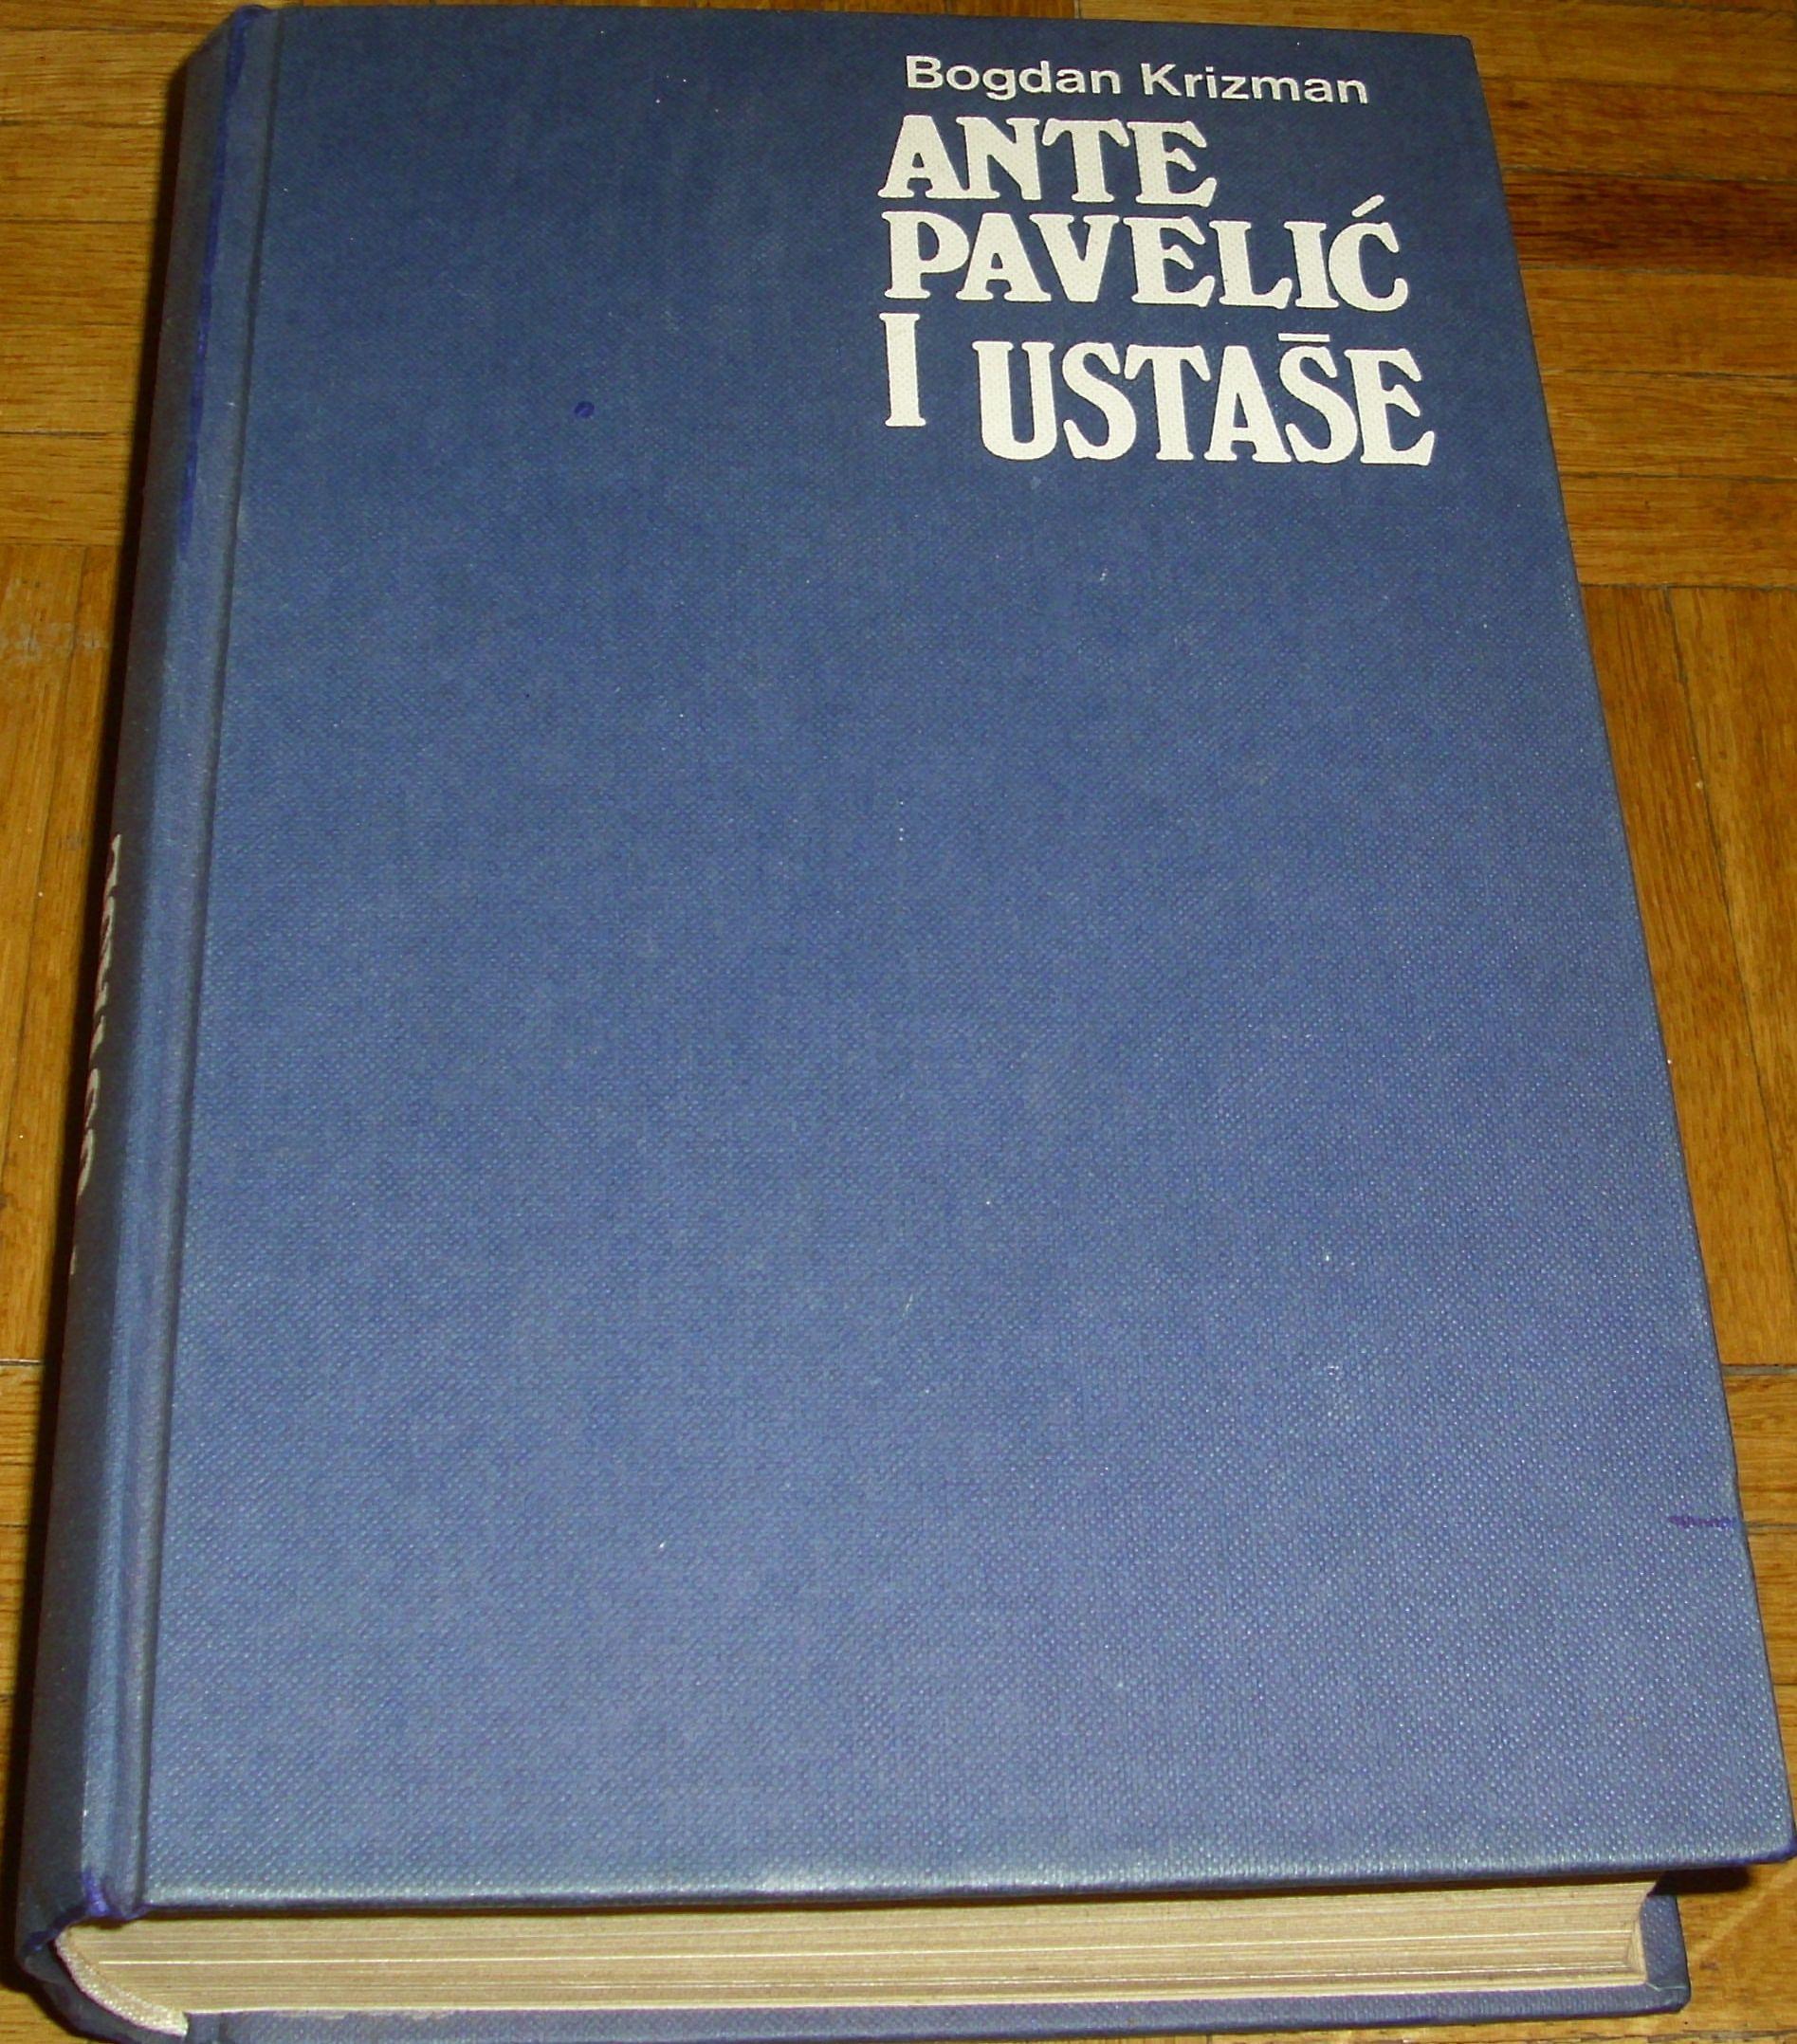 Bogdan Krizman
ANTE
PAVELIĆ
I USTAŠE